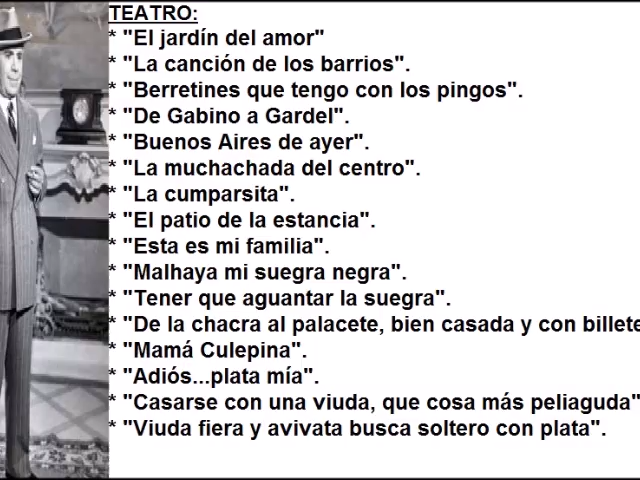 TEATRO:
* "El jardín del amor"
* "La canción de los barrios".
* "Berretines que tengo con los pingos".
* "De Gabino a Gardel".
* "Buenos Aires de ayer".
* "La muchachada del centro".
* "La cumparsita".
* "El patio de la estancia".
* "Esta es mi familia".
* "Malhaya mi suegra negra".
* "Tener que aguantar la suegra".
* "De la chacra al palacete, bien casada y con billete
* "Mamá Culepina".
* "Adiós...plata mía".
* "Casarse con una viuda, que cosa más peliaguda"
* "Viuda fiera y avivata busca soltero con plata".